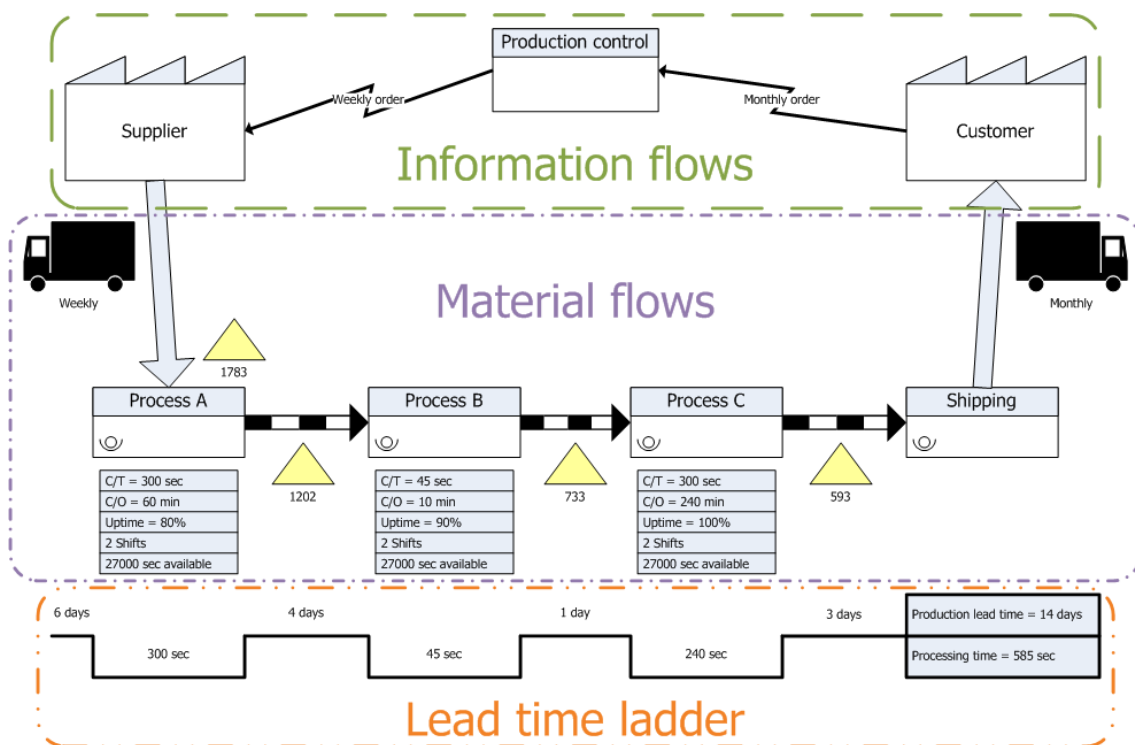 Production control
Weekly order
Monthly order
Supplier
Customer
Information flows
Weekly
Material flows
Monthly
1783
Process A
Process B
Process C
Shipping
1202
733
593
C/T = 300 sec
C/O = 60 min
Uptime = 80%
2 Shifts
27000 sec available
C/T = 45 sec
C/O = 10 min
Uptime = 90%
2 Shifts
27000 sec available
C/T = 300 sec
C/O = 240 min
Uptime = 100%
2 Shifts
27000 sec available
6 days
4 days
1 day
3 days
Production lead time = 14 days
300 sec
45 sec
240 sec
Processing time = 585 sec
Lead time ladder